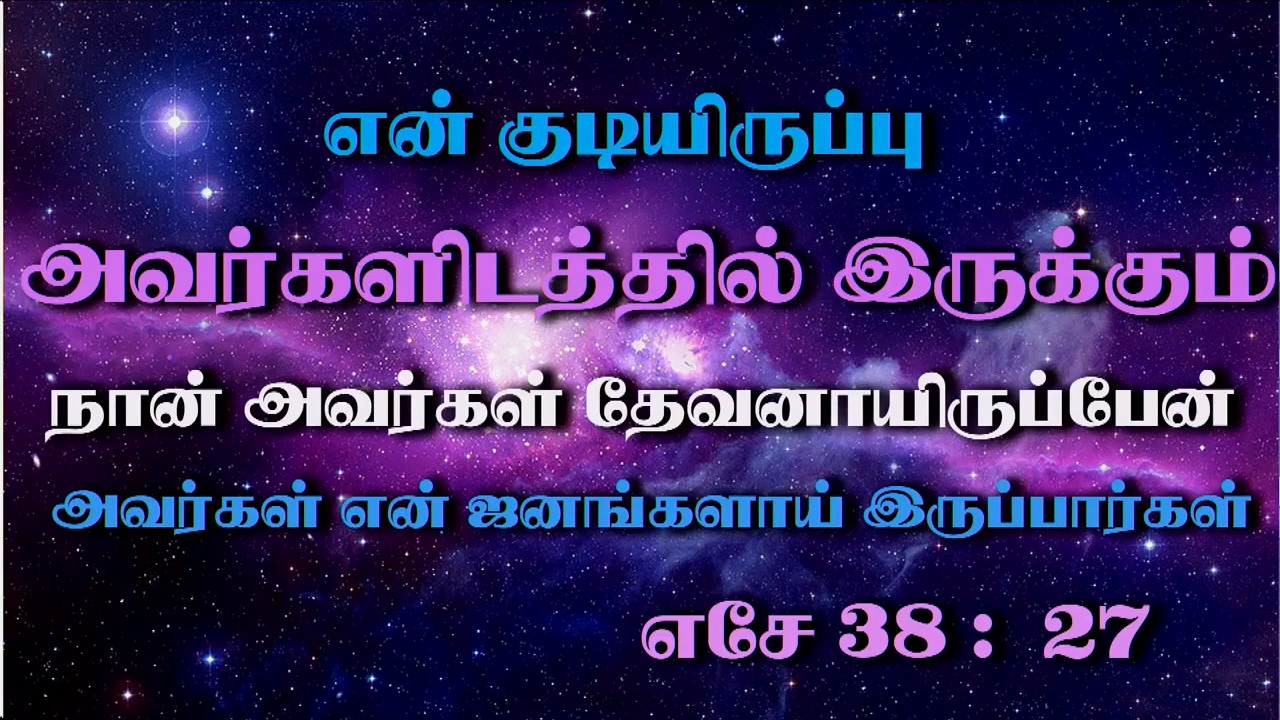 என் குடியிருப்பு
அவர்களிடத்தில் இருக்கும்
நான் அவர்கள் தேவனாயிருப்பேன்
அவர்கள் என் ஜனங்களாய் இருப்பார்கள்
எசே 38 : 27